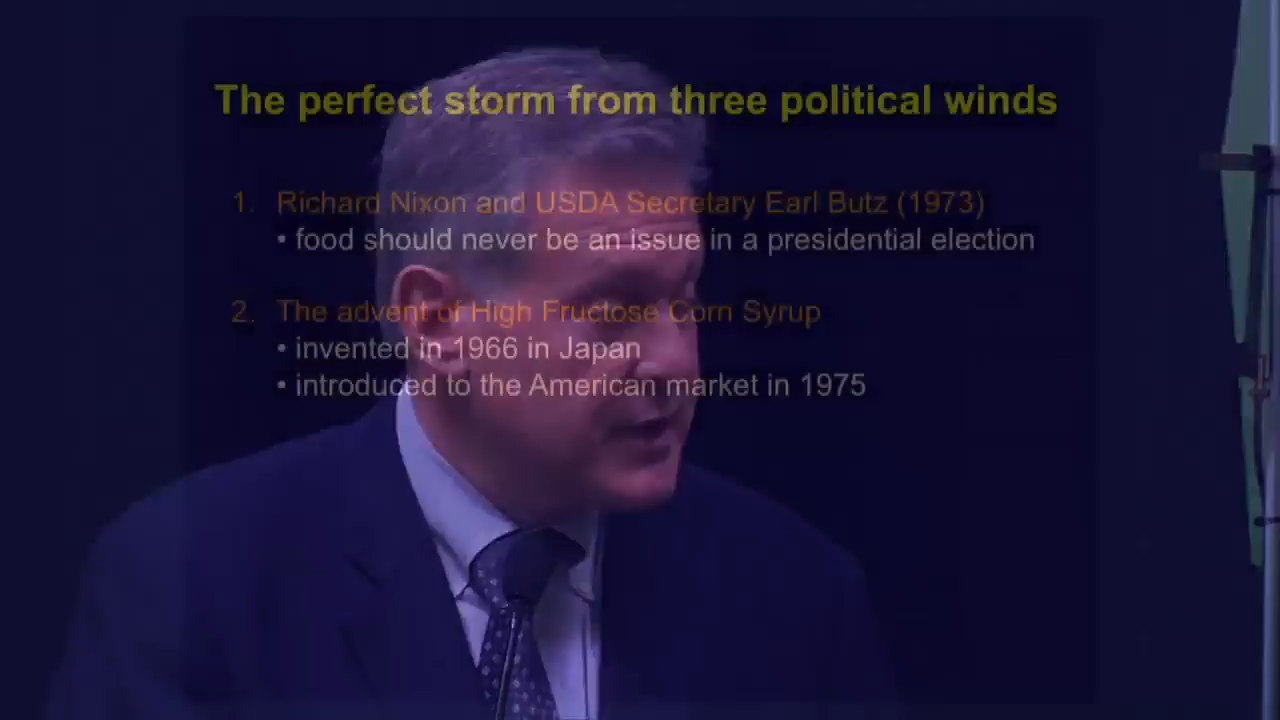 The perfect storm from three political winds
1. Richard Nixon and USDA Secretary Earl Butz (1973)
• food should never be an issue in a presidential election
2. The advent of High Fructose Corn Syrup
• invented in 1966 in Japan
• introduced to the American market in 1975